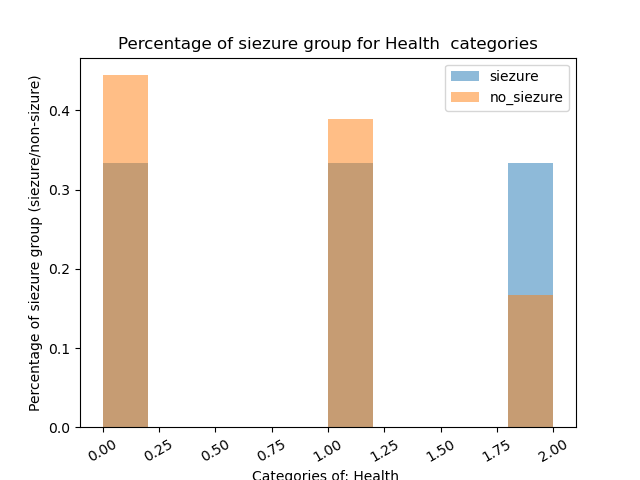 Percentage of siezure group for Health  categories
siezure
no_siezure
Percentage of siezure group (siezure/non-sizure)
0.4
0.3
0.2
0.1
0.0
0.00 0.25 0.50 0.75 1.00 1.25 1.50 1.75 2.00
Categories of: Health